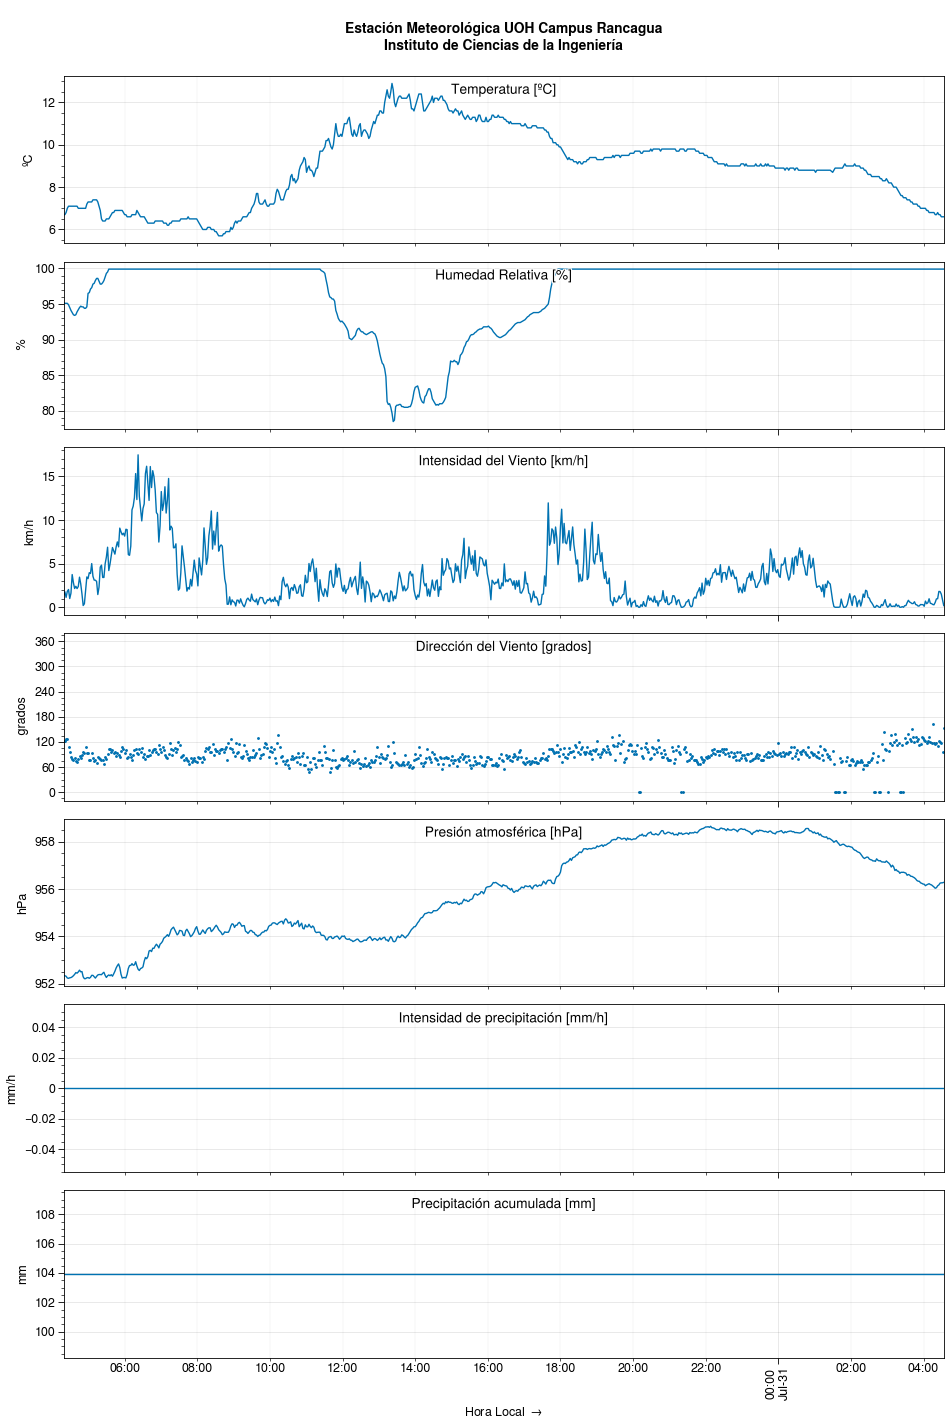 Estación Meteorológica UOH Campus Rancagua
Instituto de Ciencias de la Ingeniería
Temperatura [ºC]
ºC
12
10
8
6
Humedad Relativa [%]
%
100
95
90
85
80
Intensidad del Viento [km/h]
km/h
15
10
5
0
Dirección del Viento [grados]
grados
360
300
240
180
120
60
0
Presión atmosférica [hPa]
hPa
958
956
954
952
Intensidad de precipitación [mm/h]
mm/h
0.04
0.02
0
−0.02
−0.04
Precipitación acumulada [mm]
mm
108
106
104
102
100
06:00 08:00 10:00 12:00 14:00 16:00 18:00 20:00 22:00 00:00 02:00 04:00
Jul-31
Hora Local →